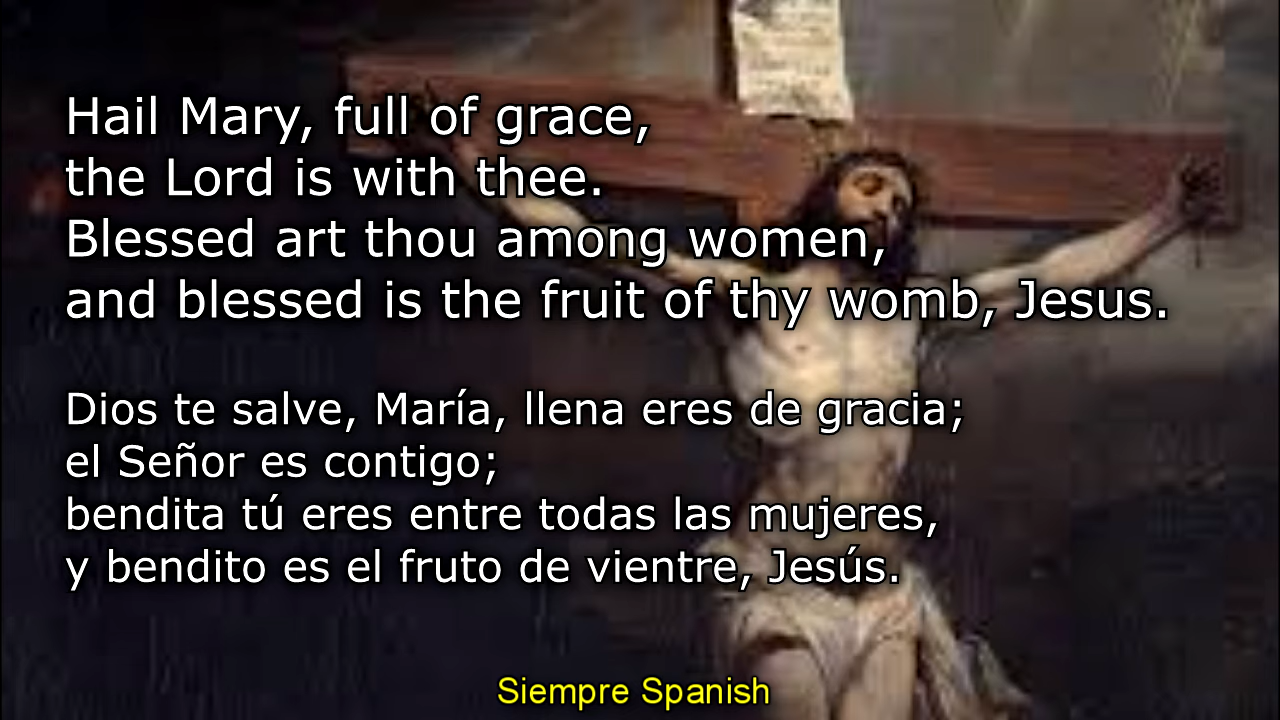 Hail Mary, full of grace,
the Lord is with thee.
Blessed art thou among women,
and blessed is the fruit of thy womb, Jesus.
Dios te salve, María, llena eres de gracia;
el Señor es contigo;
bendita tú eres entre todas las mujeres,
y bendito es el fruto de vientre, Jesús.
Siempre Spanish